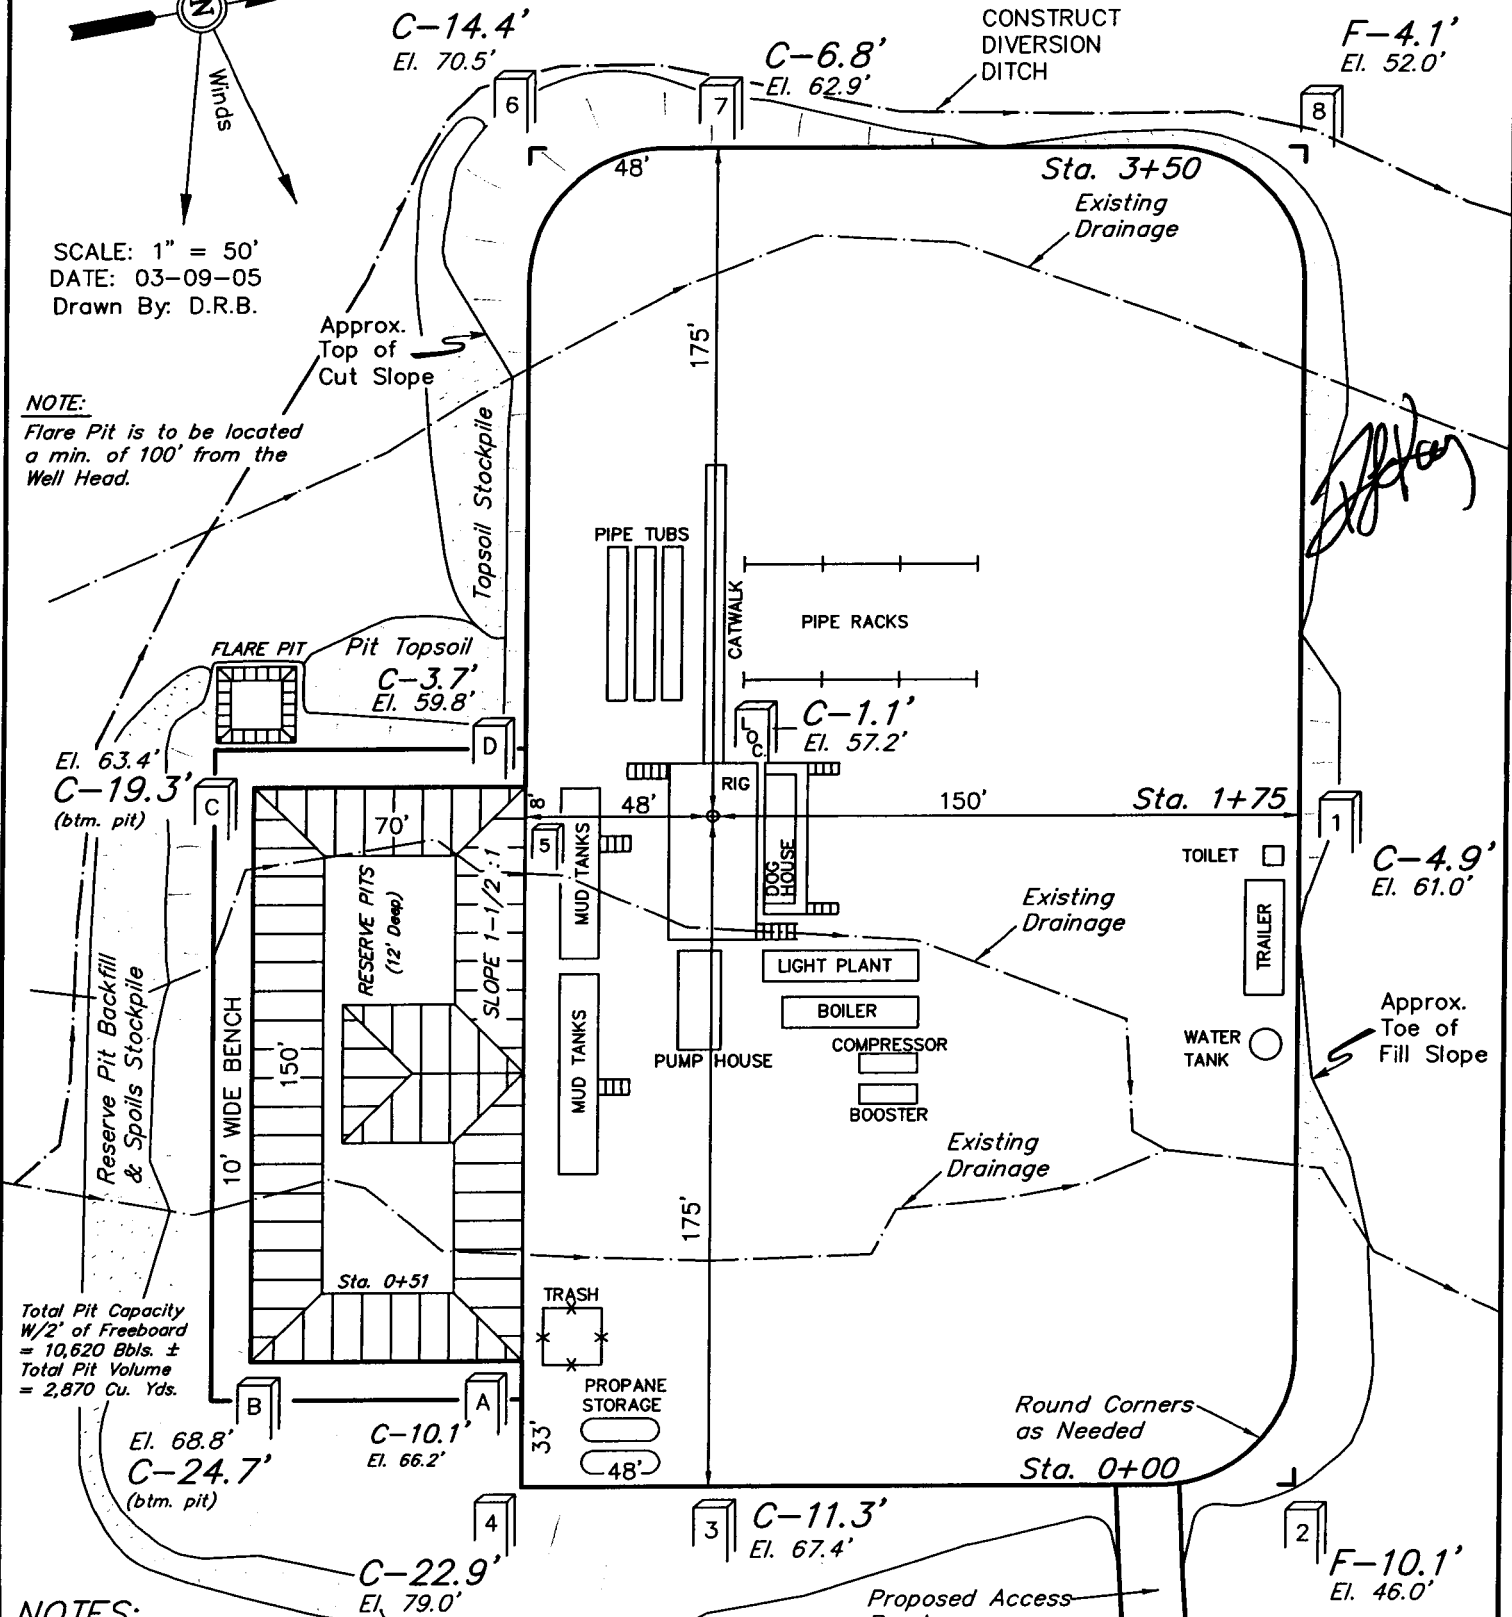 N
Winds
SCALE: 1" = 50'
DATE: 03-09-05
Drawn By: D.R.B.
C-14.4'
El. 70.5'
6
C-6.8'
El. 62.9'
7
CONSTRUCT
DIVERSION
DITCH
F-4.1'
El. 52.0'
8
48'
Sta. 3+50
Existing
Drainage
175'
Approx.
Top of
Cut Slope
NOTE:
Flare Pit is to be located
a min. of 100' from the
Well Head.
Topsoil Stockpile
PIPE TUBS
CATWALK
PIPE RACKS
FLARE PIT
Pit Topsoil
C-3.7'
El. 59.8'
D
LOC.
C-1.1'
El. 57.2'
El. 63.4'
C-19.3'
(btm. pit)
C
RIG
70'
8'
48'
150'
Sta. 1+75
1
5
C-4.9'
El. 61.0'
TOILET
TRAILER
MUD TANKS
DOG
HOUSE
RESERVE PITS
(12' Deep)
SLOPE 1-1/2 : 1
Existing
Drainage
LIGHT PLANT
BOILER
PUMP HOUSE
COMPRESSOR
BOOSTER
WATER
TANK
Approx.
Toe of
Fill Slope
Reserve Pit Backfill
& Spoils Stockpile
10' WIDE BENCH
150'
MUD TANKS
Existing
Drainage
175'
Sta. 0+51
Total Pit Capacity
W/2' of Freeboard
= 10,620 Bbls. ±
Total Pit Volume
= 2,870 Cu. Yds.
TRASH
PROPANE
STORAGE
48'
33'
B
A
El. 68.8'
C-24.7'
(btm. pit)
C-10.1'
El. 66.2'
Round Corners
as Needed
Sta. 0+00
4
3
C-11.3'
El. 67.4'
2
F-10.1'
El. 46.0'
C-22.9'
El. 79.0'
Proposed Access
NOTES: